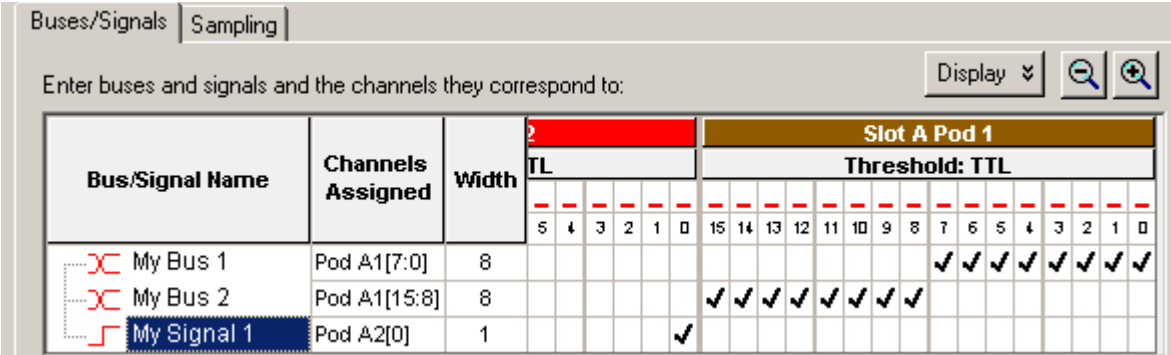 Buses/Signals Sampling
Enter buses and signals and the channels they correspond to: Display
2 Slot A Pod 1
Bus/Signal Name Channels Assigned Width TL Threshold: TTL
5 4 3 2 1 0 15 14 13 12 11 10 9 8 7 6 5 4 3 2 1 0
My Bus 1 Pod A1[7:0] 8
My Bus 2 Pod A1[15:8] 8
My Signal 1 Pod A2[0] 1